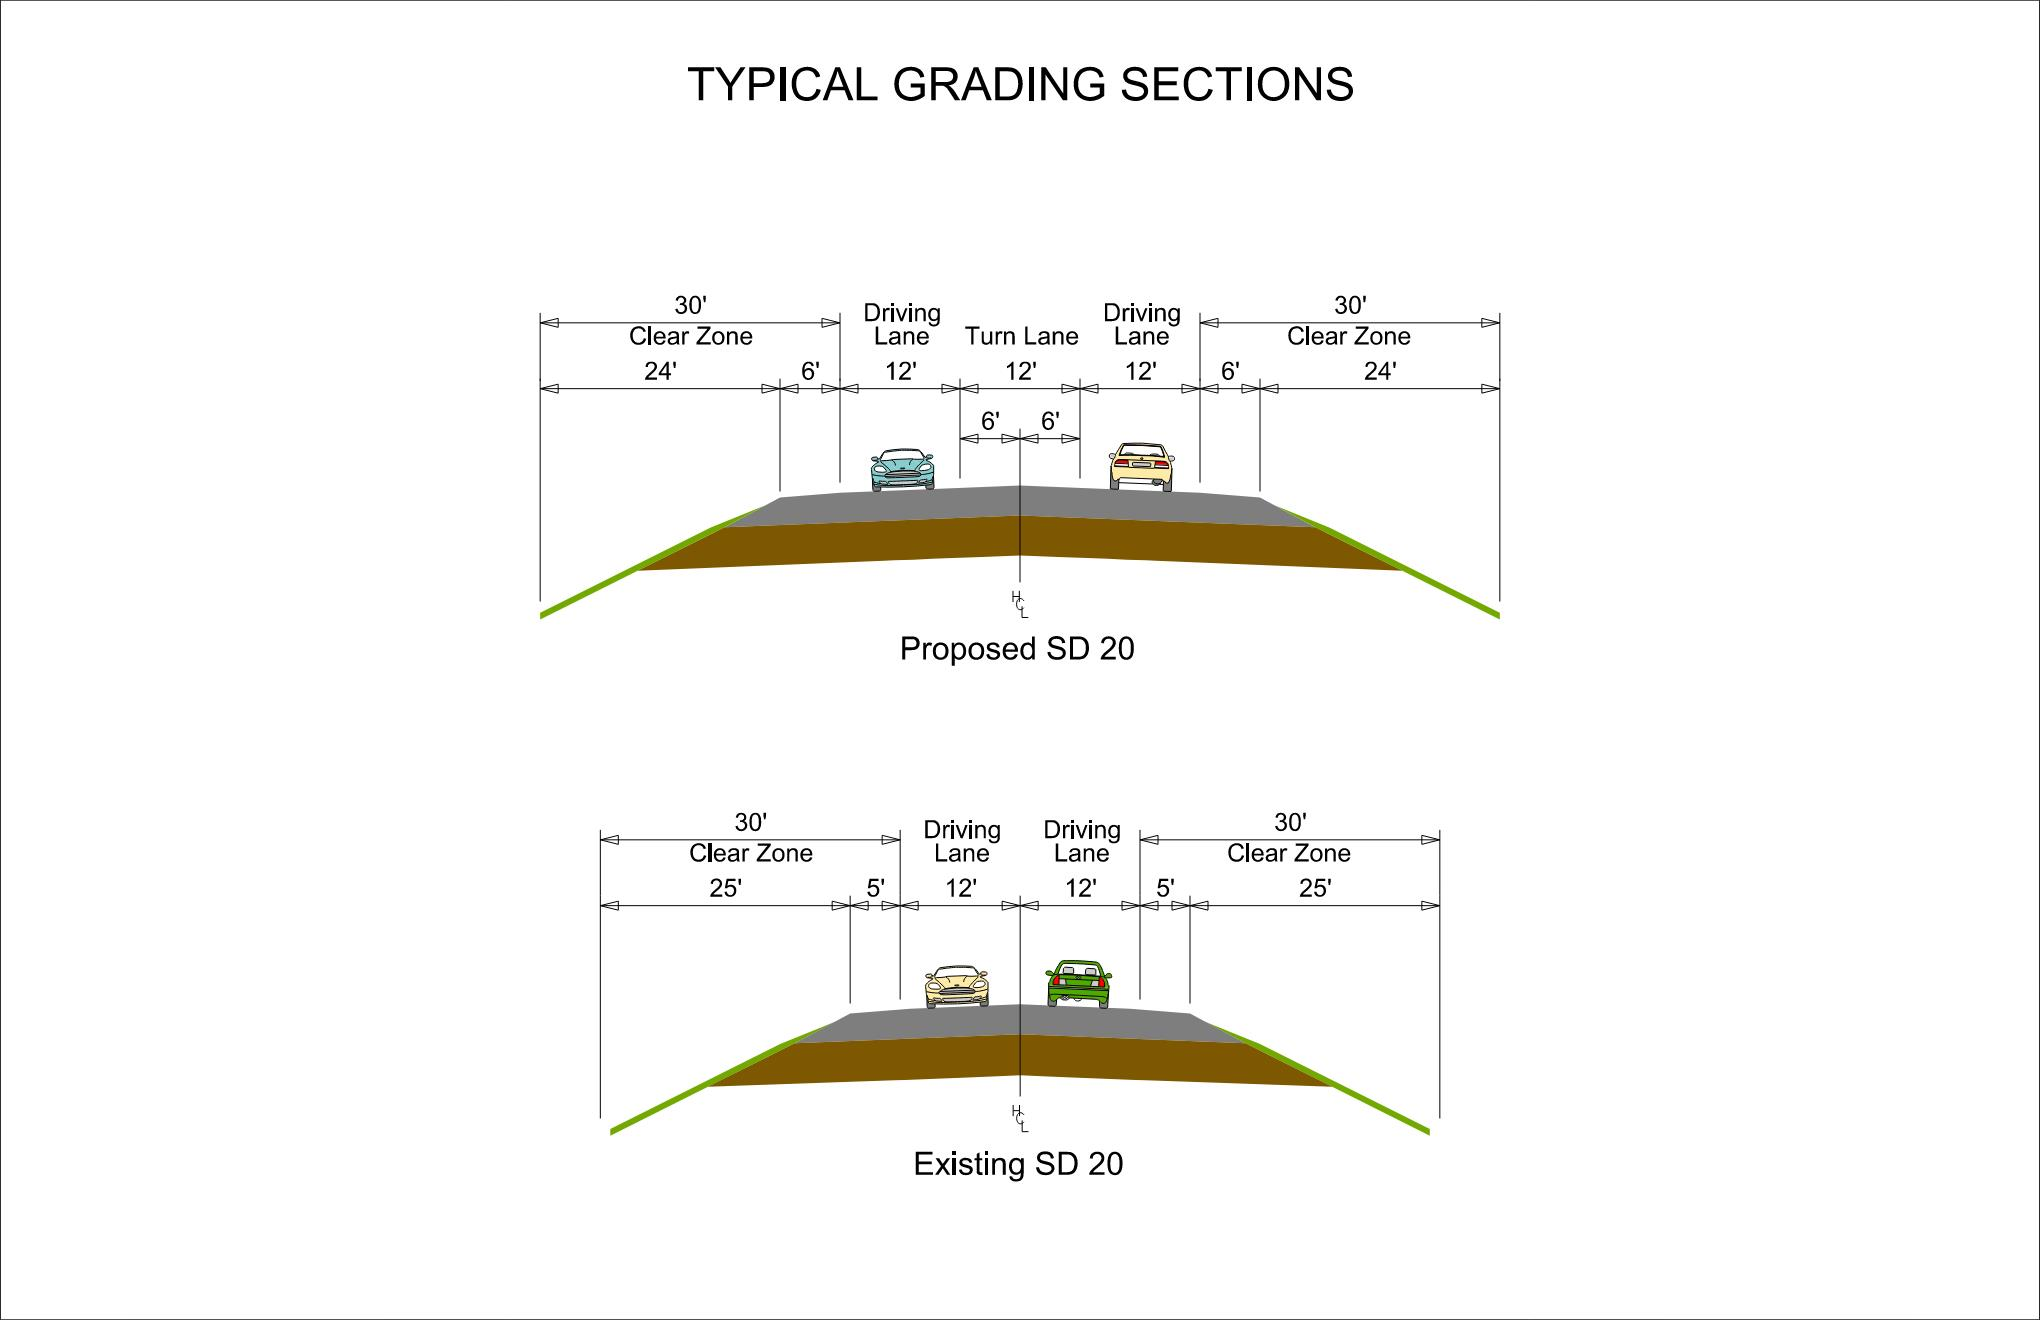 TYPICAL GRADING SECTIONS
30' Driving Driving 30'
Clear Zone Lane Turn Lane Lane Clear Zone
24' 6' 12' 12' 12' 6' 24'
6' 6'
H
C
L
Proposed SD 20
30' Driving Driving 30'
Clear Zone Lane Lane Clear Zone
25' 5' 12' 12' 5' 25'
H
C
L
Existing SD 20